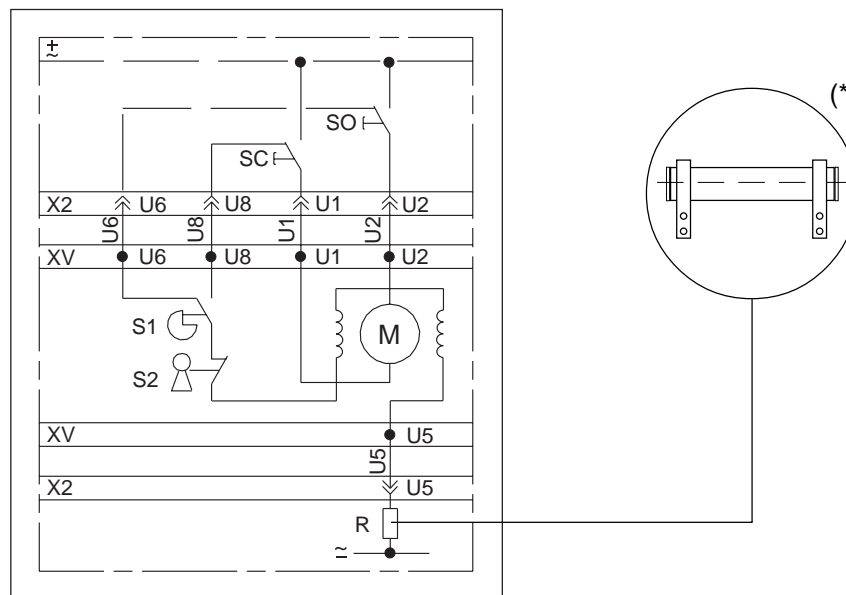 +
~
(*
SO
SC
X2 U6 U8 U1 U2
U6 U8 U1 U2
XV U6 U8 U1 U2
S1
M
S2
XV U5
U5
X2 U5
R
~